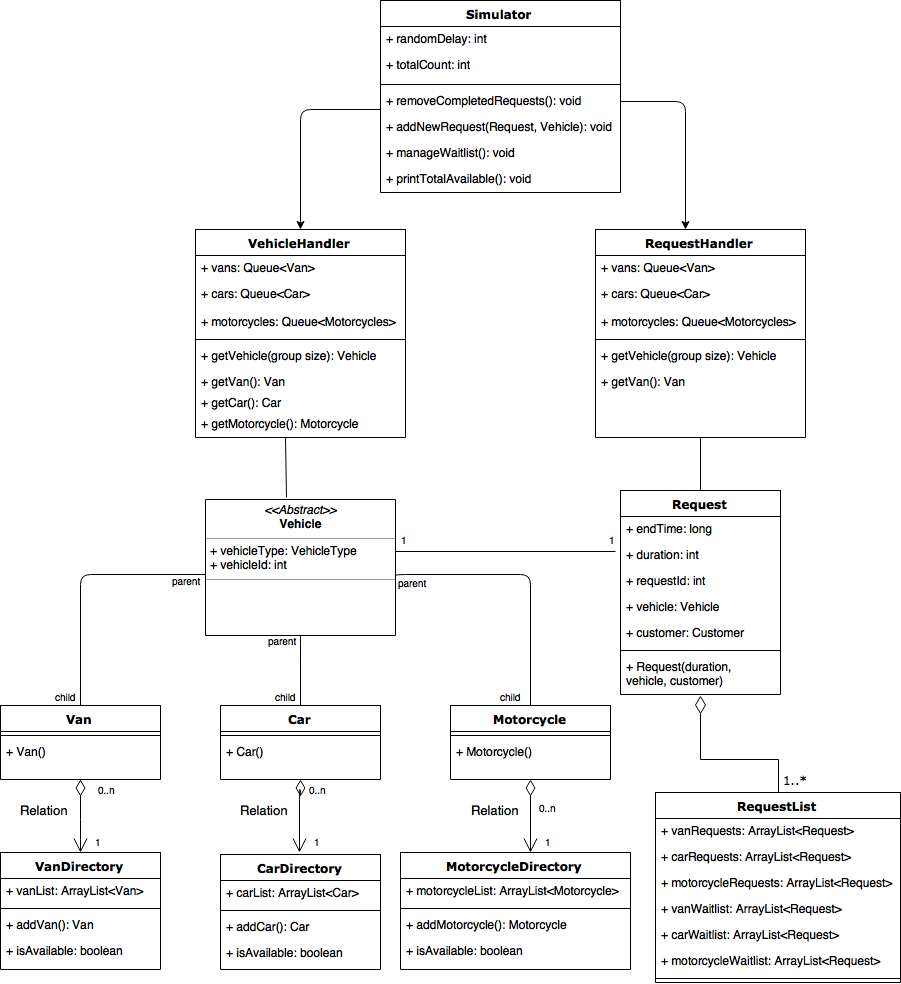 Simulator
+ randomDelay: int
+ totalCount: int
+ removeCompletedRequests(): void
+ addNewRequest(Request, Vehicle): void
+ manageWaitlist(): void
+ printTotalAvailable(): void
VehicleHandler
+ vans: Queue<Van>
+ cars: Queue<Car>
+ motorcycles: Queue<Motorcycles>
+ getVehicle(group size): Vehicle
+ getVan(): Van
+ getCar(): Car
+ getMotorcycle(): Motorcycle
RequestHandler
+ vans: Queue<Van>
+ cars: Queue<Car>
+ motorcycles: Queue<Motorcycles>
+ getVehicle(group size): Vehicle
+ getVan(): Van
<<Abstract>>
Vehicle
+ vehicleType: VehicleType
+ vehicleId: int
1
1
Request
+ endTime: long
+ duration: int
+ requestId: int
+ vehicle: Vehicle
+ customer: Customer
+ Request(duration,
vehicle, customer)
parent
parent
parent
child
child
child
Van
+ Van()
Car
+ Car()
Motorcycle
+ Motorcycle()
0..n
Relation
1
0..n
Relation
1
0..n
Relation
1
1..*
VanDirectory
+ vanList: ArrayList<Van>
+ addVan(): Van
+ isAvailable: boolean
CarDirectory
+ carList: ArrayList<Car>
+ addCar(): Car
+ isAvailable: boolean
MotorcycleDirectory
+ motorcycleList: ArrayList<Motorcycle>
+ addMotorcycle(): Motorcycle
+ isAvailable: boolean
RequestList
+ vanRequests: ArrayList<Request>
+ carRequests: ArrayList<Request>
+ motorcycleRequests: ArrayList<Request>
+ vanWaitlist: ArrayList<Request>
+ carWaitlist: ArrayList<Request>
+ motorcycleWaitlist: ArrayList<Request>